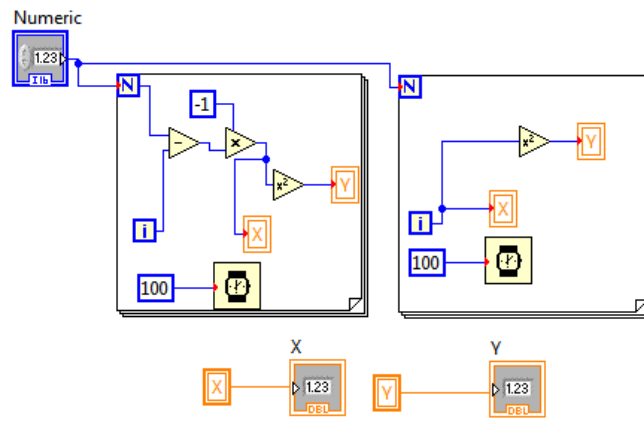 Numeric
1.23
I16
N
N
-1
-
x
x²
Y
x²
Y
i
X
i
X
100
100
X
Y
X
1.23
DBL
Y
1.23
DBL